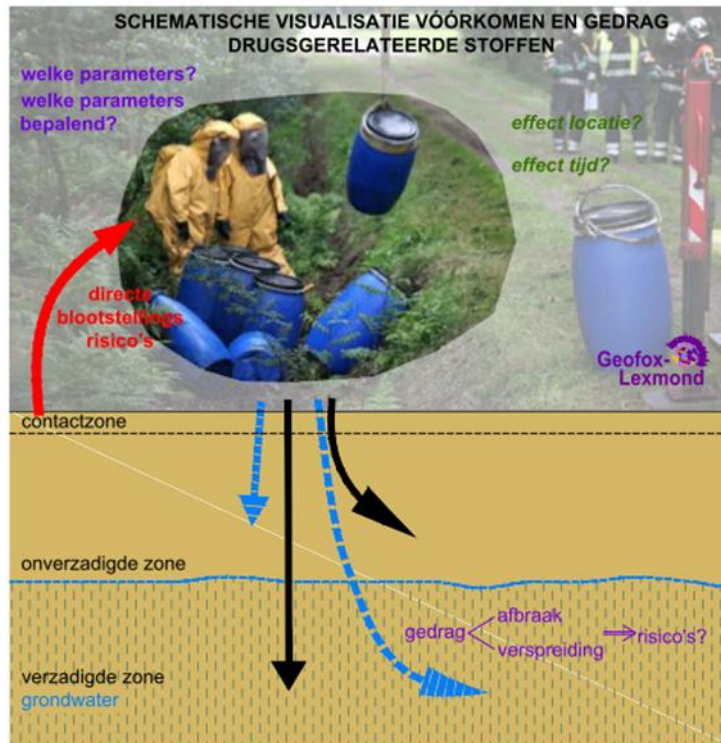 SCHEMATISCHE VISUALISATIE VÓÓRKOMEN EN GEDRAG
DRUGSGERELATEERDE STOFFEN
welke parameters?
welke parameters
bepalend?
effect locatie?
effect tijd?
directe
blootstellings
risico's
Geofox-
Lexmond
contactzone
onverzadigde zone
afbraak
gedrag
risico's?
verspreiding
verzadigde zone
grondwater